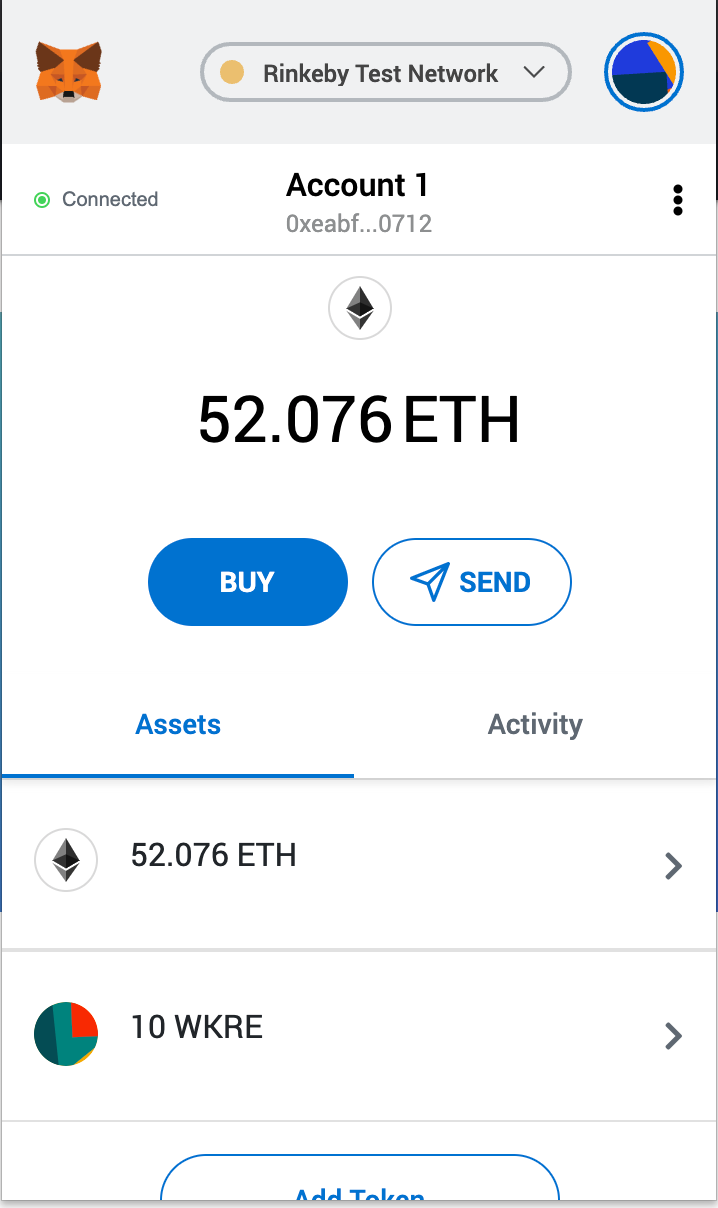 Rinkeby Test Network
Connected
Account 1
0xeabf...0712
52.076 ETH
BUY
SEND
Assets
Activity
52.076 ETH
10 WKRE
Add Token